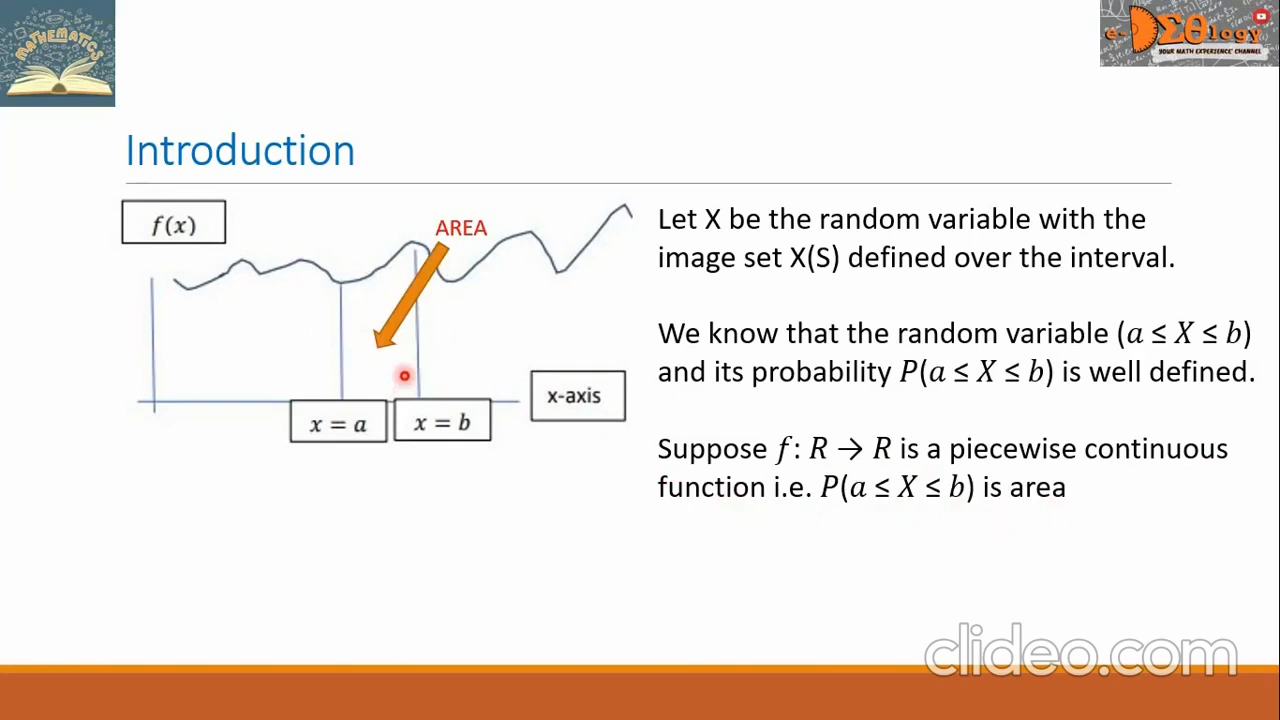 MATHEMATICS
e-DΣθlogy
YOUR MATH EXPERIENCE CHANNEL
Introduction
f(x)
AREA
x-axis
x = a
x = b
Let X be the random variable with the
image set X(S) defined over the interval.
We know that the random variable (a ≤ X ≤ b)
and its probability P(a ≤ X ≤ b) is well defined.
Suppose f: R → R is a piecewise continuous
function i.e. P(a ≤ X ≤ b) is area
clideo.com